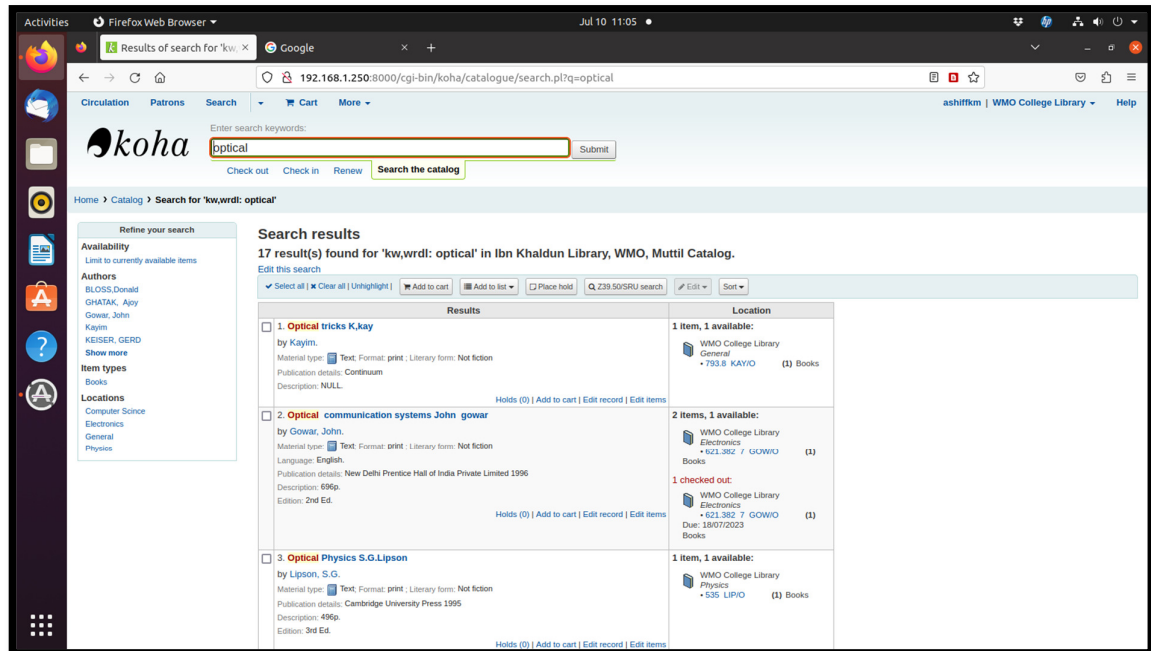 Activities Firefox Web Browser Jul 10 11:05
Results of search for 'kw, Google
192.168.1.250:8000/cgi-bin/koha/catalogue/search.pl?q=optical
Circulation Patrons Search Cart More ashiffkm | WMO College Library Help
koha
Enter search keywords:
optical Submit
Check out Check in Renew Search the catalog
Home Catalog Search for 'kw,wrdl: optical'
Refine your search
Availability
Limit to currently available items
Authors
BLOSS,Donald
GHATAK, Ajoy
Gowar, John
Kayim
KEISER, GERD
Show more
Item types
Books
Locations
Computer Scince
Electronics
General
Physics
Search results
17 result(s) found for 'kw,wrdl: optical' in Ibn Khaldun Library, WMO, Muttil Catalog.
Edit this search
Select all | Clear all | Unhighlight | Add to cart Add to list Place hold Z39.50/SRU search Edit Sort
Results Location
1. Optical tricks K,kay
by Kayim.
Material type: Text; Format: print ; Literary form: Not fiction
Publication details: Continuum
Description: NULL.
Holds (0) | Add to cart | Edit record | Edit items
1 item, 1 available:
WMO College Library
General
• 793.8 KAY/O (1) Books
2. Optical communication systems John gowar
by Gowar, John.
Material type: Text; Format: print ; Literary form: Not fiction
Language: English.
Publication details: New Delhi Prentice Hall of India Private Limited 1996
Description: 696p.
Edition: 2nd Ed.
Holds (0) | Add to cart | Edit record | Edit items
2 items, 1 available:
WMO College Library
Electronics
• 621.382 7 GOW/O (1)
Books
1 checked out:
WMO College Library
Electronics
• 621.382 7 GOW/O (1)
Due: 18/07/2023
Books
3. Optical Physics S.G.Lipson
by Lipson, S.G.
Material type: Text; Format: print ; Literary form: Not fiction
Publication details: Cambridge University Press 1995
Description: 496p.
Edition: 3rd Ed.
Holds (0) | Add to cart | Edit record | Edit items
1 item, 1 available:
WMO College Library
Physics
• 535 LIP/O (1) Books